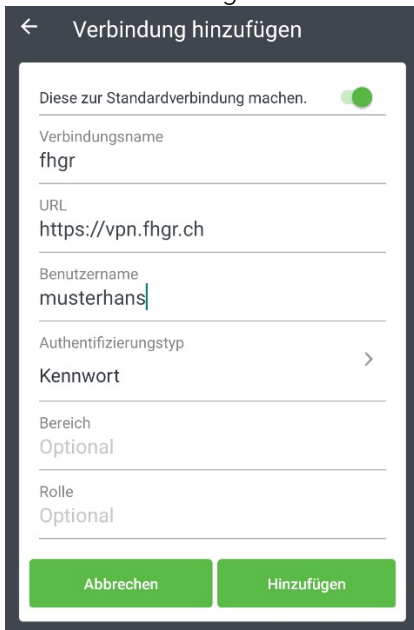 Verbindung hinzufügen
Diese zur Standardverbindung machen.
Verbindungsname
fhgr
URL
https://vpn.fhgr.ch
Benutzername
musterhans
Authentifizierungstyp
Kennwort
Bereich
Optional
Rolle
Optional
Abbrechen Hinzufügen